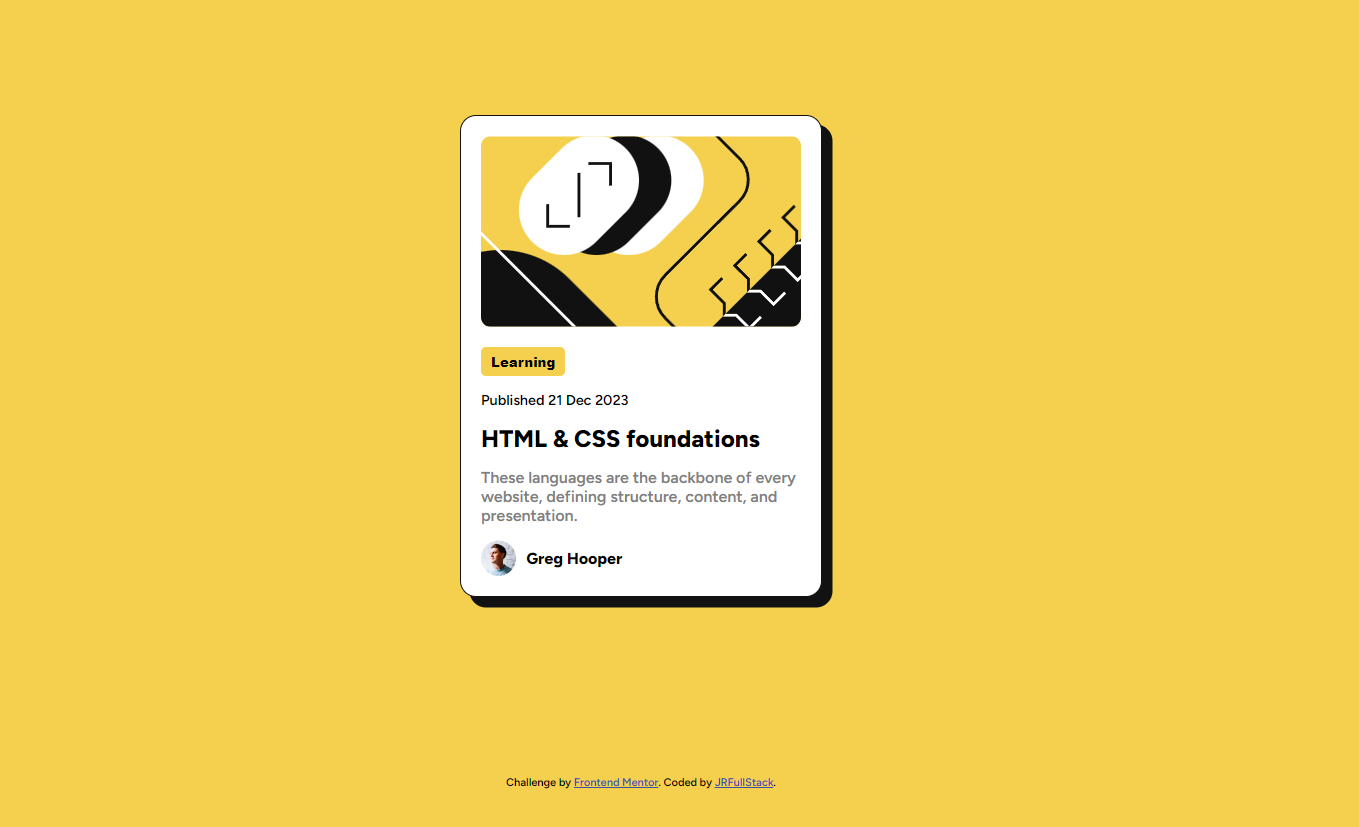 Learning
Published 21 Dec 2023
HTML & CSS foundations
These languages are the backbone of every
website, defining structure, content, and
presentation.
Greg Hooper
Challenge by Frontend Mentor. Coded by JRFullStack.